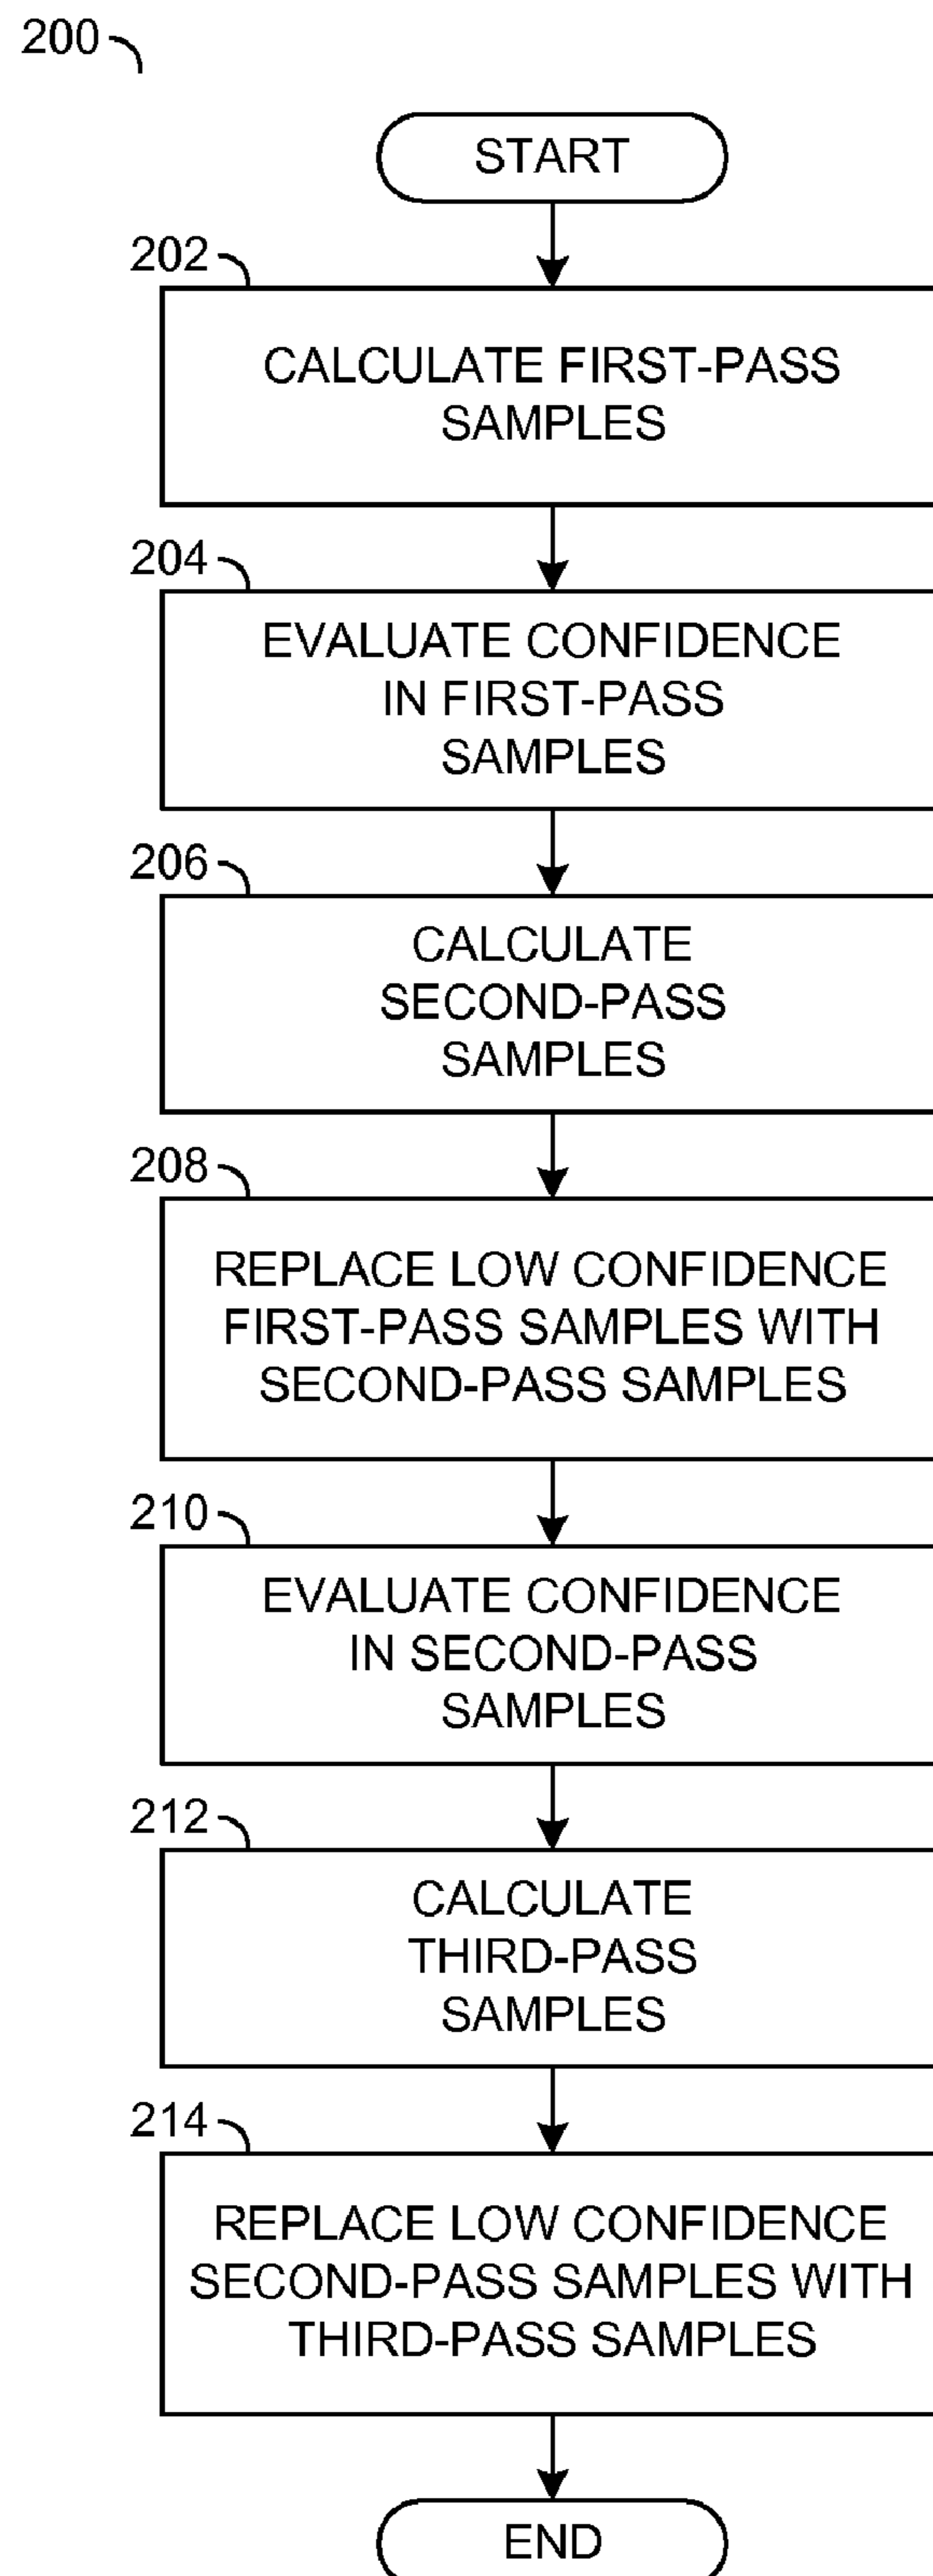 200
START
202
CALCULATE FIRST-PASS
SAMPLES
204
EVALUATE CONFIDENCE
IN FIRST-PASS
SAMPLES
206
CALCULATE
SECOND-PASS
SAMPLES
208
REPLACE LOW CONFIDENCE
FIRST-PASS SAMPLES WITH
SECOND-PASS SAMPLES
210
EVALUATE CONFIDENCE
IN SECOND-PASS
SAMPLES
212
CALCULATE
THIRD-PASS
SAMPLES
214
REPLACE LOW CONFIDENCE
SECOND-PASS SAMPLES WITH
THIRD-PASS SAMPLES
END